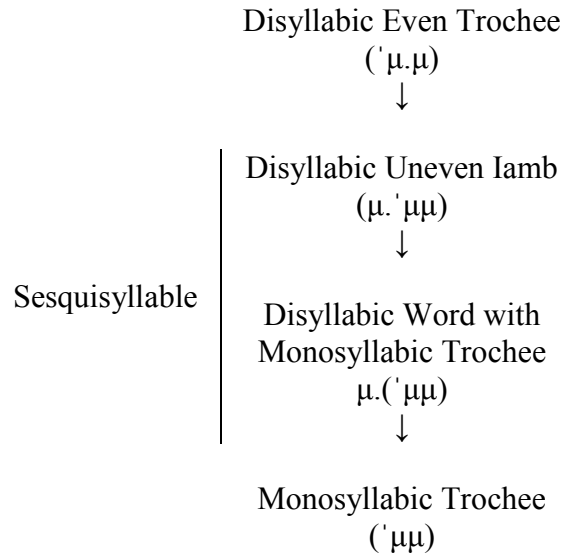 Disyllabic Even Trochee
(ˈμ.μ)
↓
Disyllabic Uneven Iamb
(μ.ˈμμ)
↓
Sesquisyllable
Disyllabic Word with
Monosyllabic Trochee
μ.(ˈμμ)
↓
Monosyllabic Trochee
(ˈμμ)